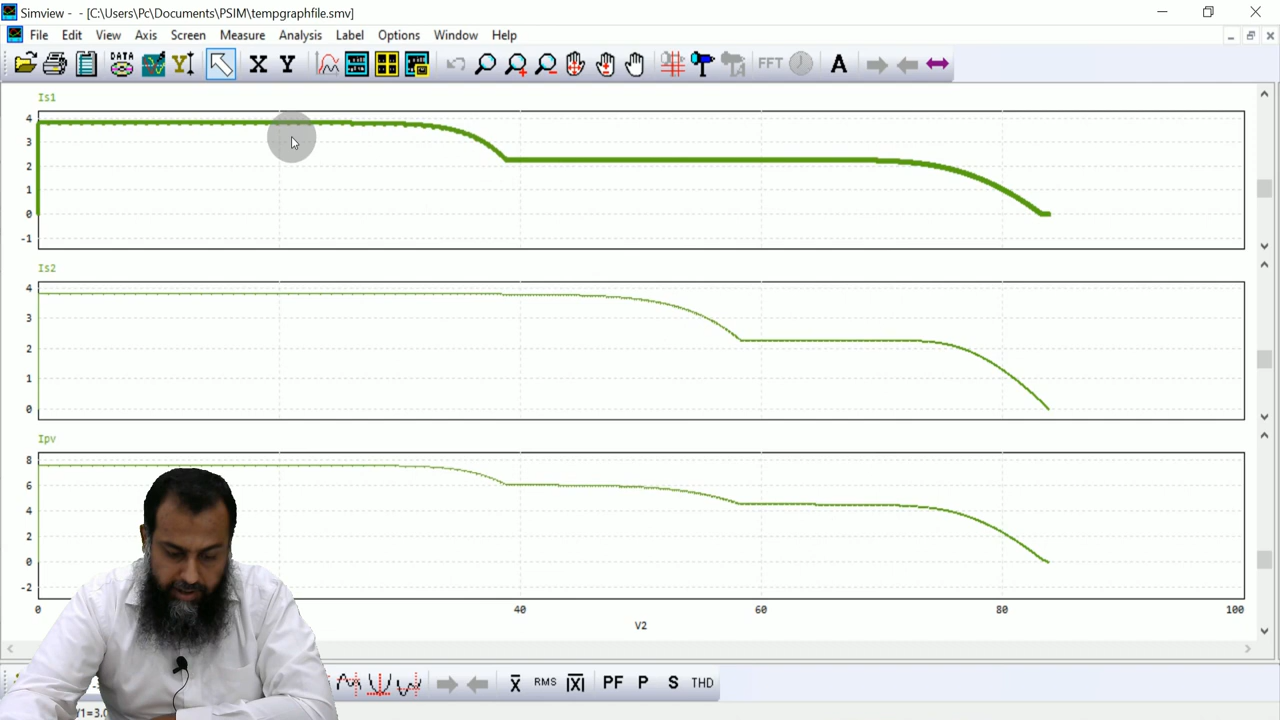 Simview - - [C:\Users\Pc\Documents\PSIM\tempgraphfile.smv]
File Edit View Axis Screen Measure Analysis Label Options Window Help
DATA Y X Y FFT A
Is1
4
3
2
1
0
-1
Is2
4
3
2
1
0
Ipv
8
6
4
2
0
-2
0 40 60 80 100
V2
X RMS |X| PF P S THD